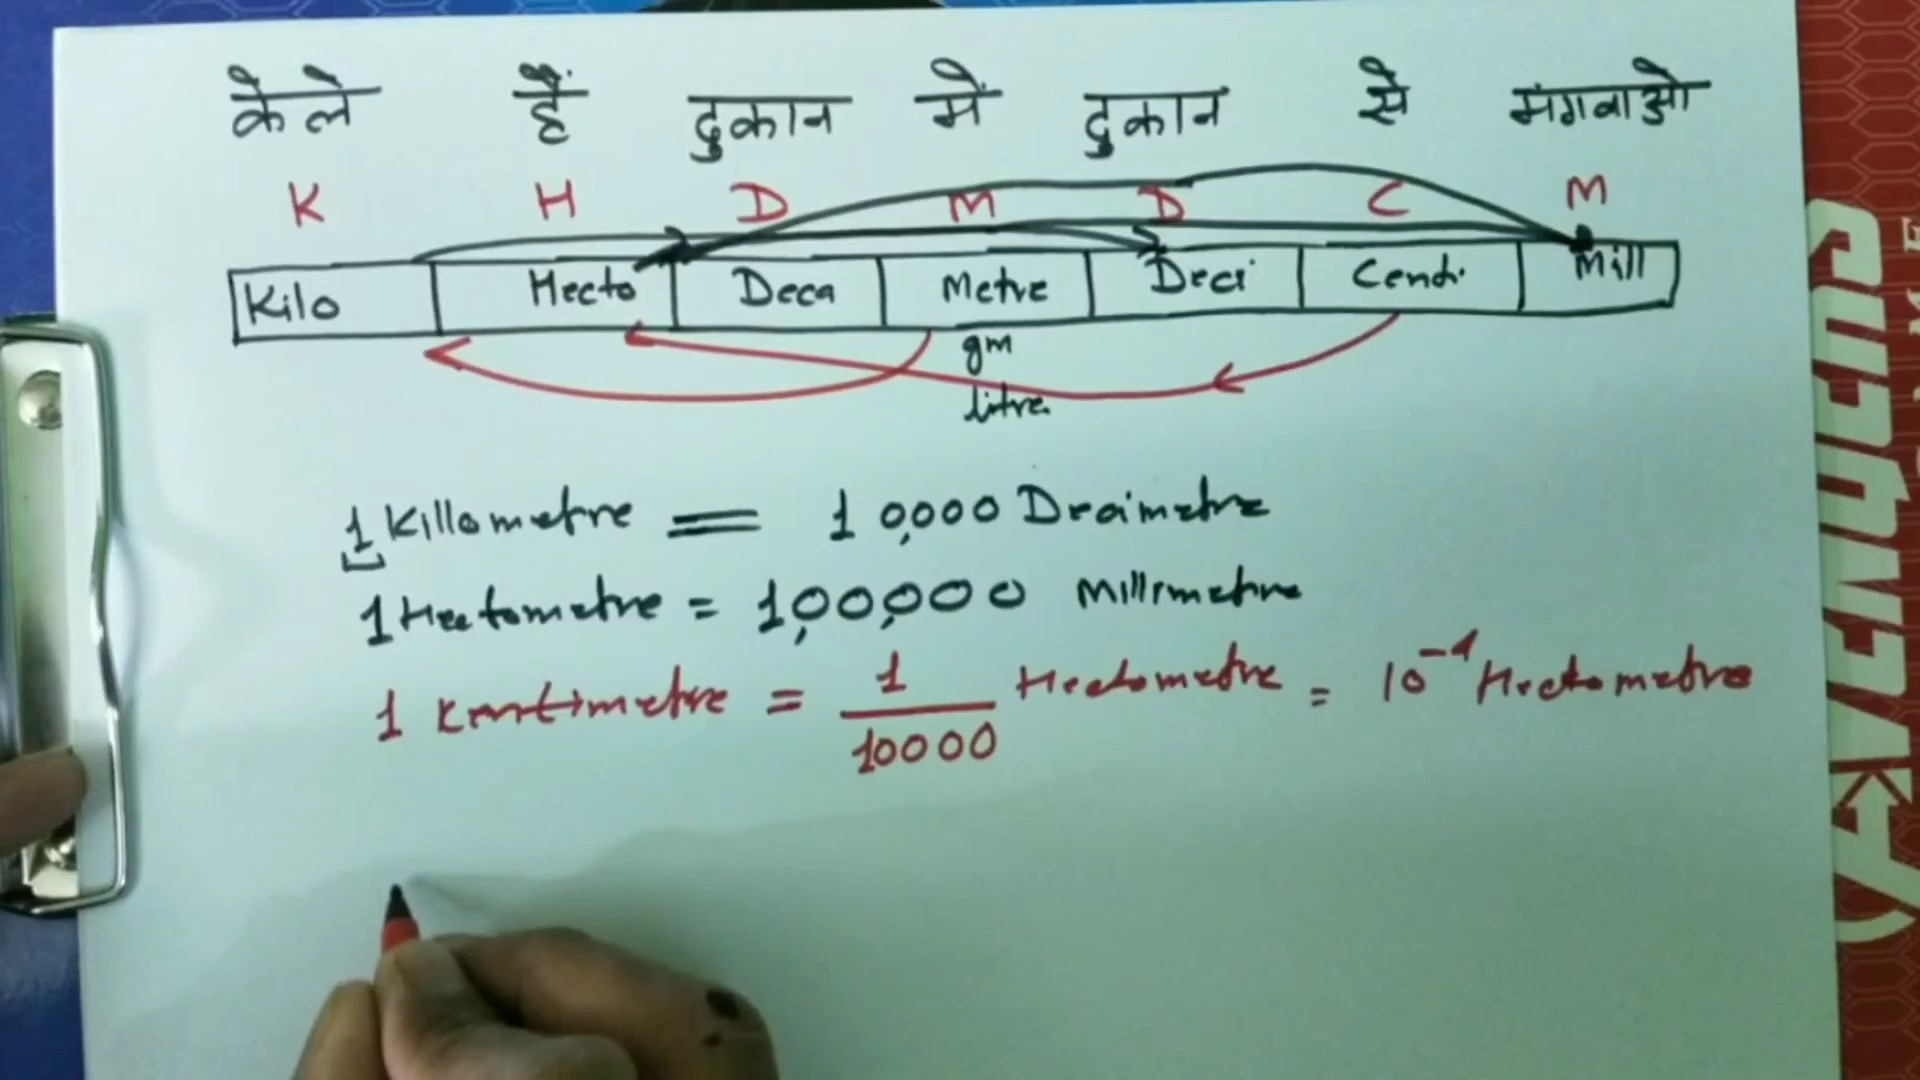 केले हैं दुकान में दुकान से मंगवाओ
K H D M D C M
Kilo Hecto Deca Metre Deci Centi Mill
gm
litre
1 Killometre = 10,000 Decimetre
1 Hectometre = 1,00,000 Millimetre
1 Kentimetre = 1/10000 Hectometre = 10⁻⁴ Hectometre